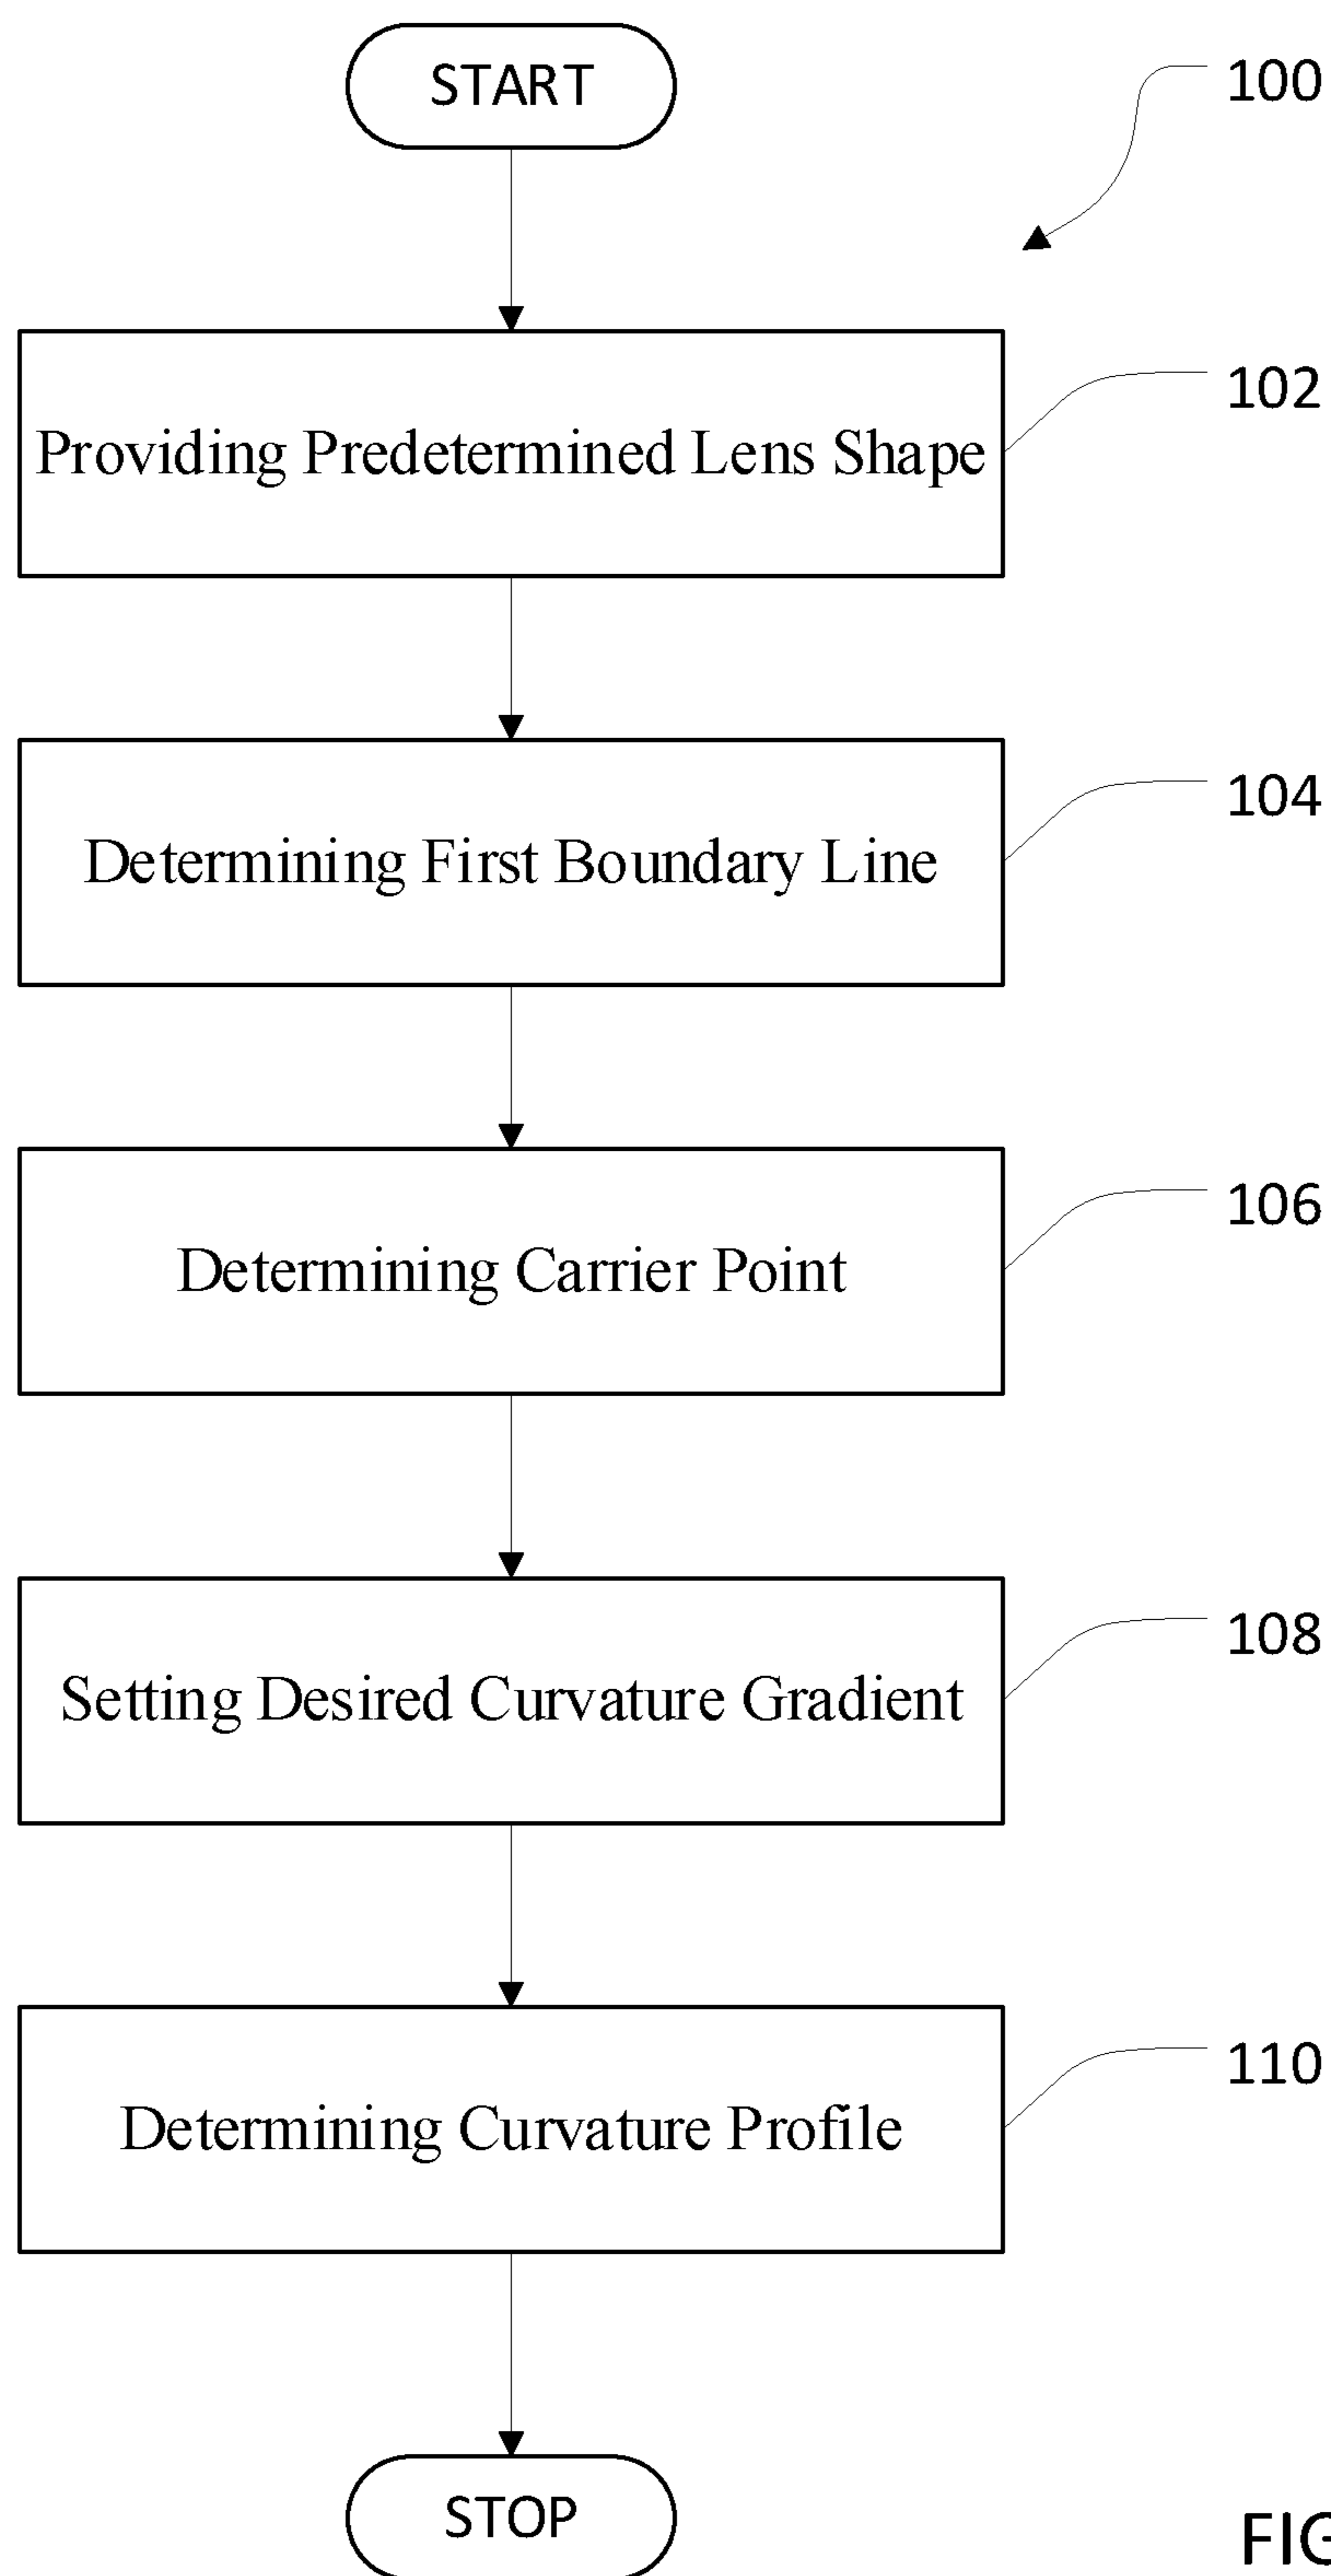 START
100
Providing Predetermined Lens Shape
102
Determining First Boundary Line
104
Determining Carrier Point
106
Setting Desired Curvature Gradient
108
Determining Curvature Profile
110
STOP